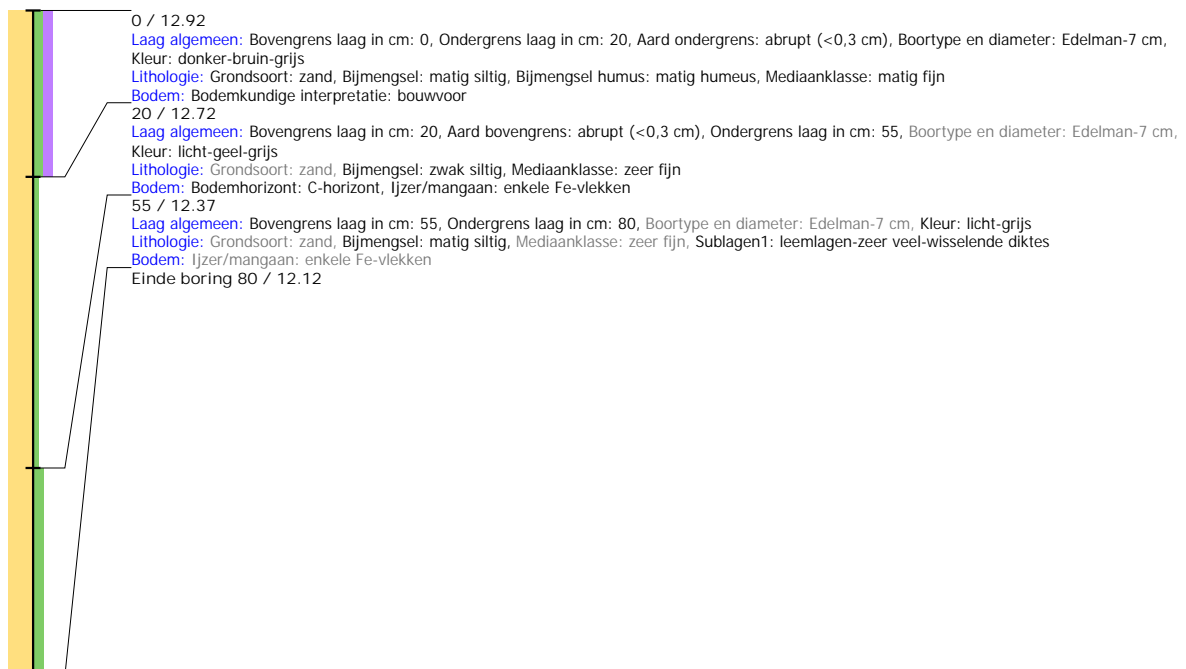 0 / 12.92
Laag algemeen: Bovengrens laag in cm: 0, Ondergrens laag in cm: 20, Aard ondergrens: abrupt (<0,3 cm), Boortype en diameter: Edelman-7 cm,
Kleur: donker-bruin-grijs
Lithologie: Grondsoort: zand, Bijmengsel: matig siltig, Bijmengsel humus: matig humeus, Mediaanklasse: matig fijn
Bodem: Bodemkundige interpretatie: bouwvoor
20 / 12.72
Laag algemeen: Bovengrens laag in cm: 20, Aard bovengrens: abrupt (<0,3 cm), Ondergrens laag in cm: 55, Boortype en diameter: Edelman-7 cm,
Kleur: licht-geel-grijs
Lithologie: Grondsoort: zand, Bijmengsel: zwak siltig, Mediaanklasse: zeer fijn
Bodem: Bodemhorizont: C-horizont, Ijzer/mangaan: enkele Fe-vlekken
55 / 12.37
Laag algemeen: Bovengrens laag in cm: 55, Ondergrens laag in cm: 80, Boortype en diameter: Edelman-7 cm, Kleur: licht-grijs
Lithologie: Grondsoort: zand, Bijmengsel: matig siltig, Mediaanklasse: zeer fijn, Sublagen1: leemlagen-zeer veel-wisselende diktes
Bodem: Ijzer/mangaan: enkele Fe-vlekken
Einde boring 80 / 12.12